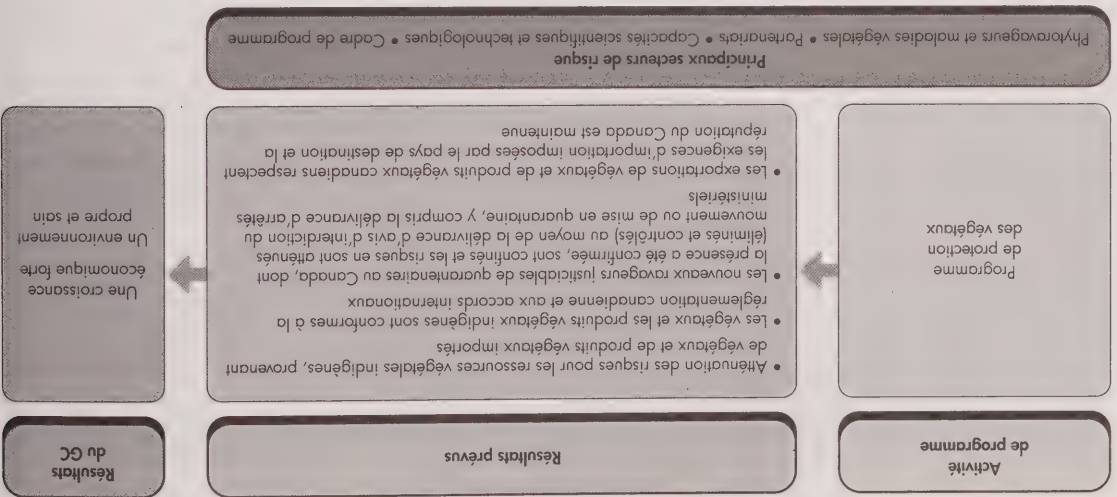 Activité
de programme
Résultats prévus
Résultats
du GC
Programme
de protection
des végétaux
• Atténuation des risques pour les ressources végétales indigènes, provenant
de végétaux et de produits végétaux importés
• Les végétaux et les produits végétaux indigènes sont conformes à la
réglementation canadienne et aux accords internationaux
• Les nouveaux ravageurs justiciables de quarantenaires au Canada, dont
la présence a été confirmée, sont confinés et les risques en sont atténués
(éliminés et contrôlés) au moyen de la délivrance d'avis d'interdiction du
mouvement ou de mise en quarantaine, y compris la délivrance d'arrêtés
ministériels
• Les exportations de végétaux et de produits végétaux canadiens respectent
les exigences d'importation imposées par le pays de destination et la
réputation du Canada est maintenue
Une croissance
économique forte
Un environnement
propre et sain
Principaux secteurs de risque
Phytoravageurs et maladies végétales • Partenariats • Capacités scientifiques et technologiques • Cadre de programme